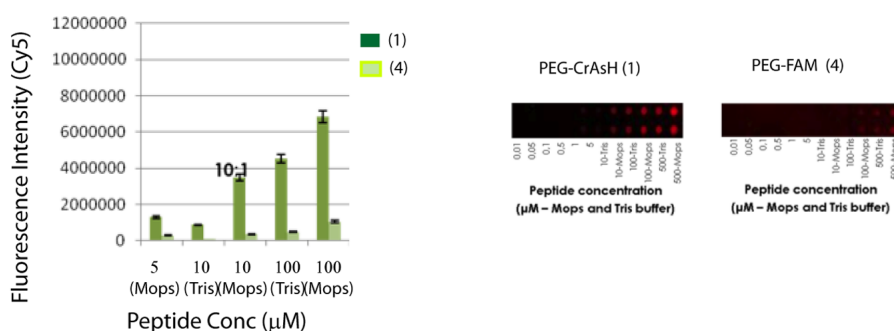 12000000
10000000
8000000
6000000
4000000
2000000
0
Fluorescence Intensity (Cy5)
(1)
(4)
10:1
5 10 10 100 100
(Mops) (Tris)(Mops) (Tris)(Mops)
Peptide Conc (μM)
PEG-CrAsH (1)
0.01
0.05
0.1
0.5
1
5
10-Tris
10-Mops
100-Tris
100-Mops
500-Tris
500-Mops
Peptide concentration
(μM – Mops and Tris buffer)
PEG-FAM (4)
0.01
0.05
0.1
0.5
1
5
10-Tris
10-Mops
100-Tris
100-Mops
500-Tris
500-Mops
Peptide concentration
(μM – Mops and Tris buffer)